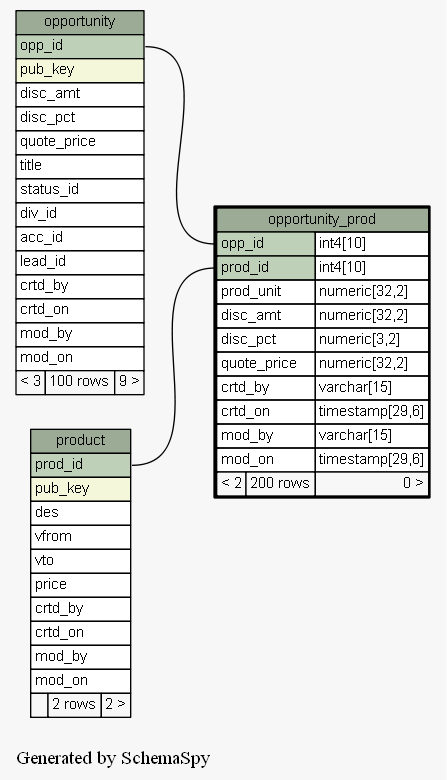 opportunity
opp_id
pub_key
disc_amt
disc_pct
quote_price
title
status_id
div_id
acc_id
lead_id
crtd_by
crtd_on
mod_by
mod_on
< 3 100 rows 9 >
opportunity_prod
opp_id int4[10]
prod_id int4[10]
prod_unit numeric[32,2]
disc_amt numeric[32,2]
disc_pct numeric[3,2]
quote_price numeric[32,2]
crtd_by varchar[15]
crtd_on timestamp[29,6]
mod_by varchar[15]
mod_on timestamp[29,6]
< 2 200 rows 0 >
product
prod_id
pub_key
des
vfrom
vto
price
crtd_by
crtd_on
mod_by
mod_on
2 rows 2 >
Generated by SchemaSpy